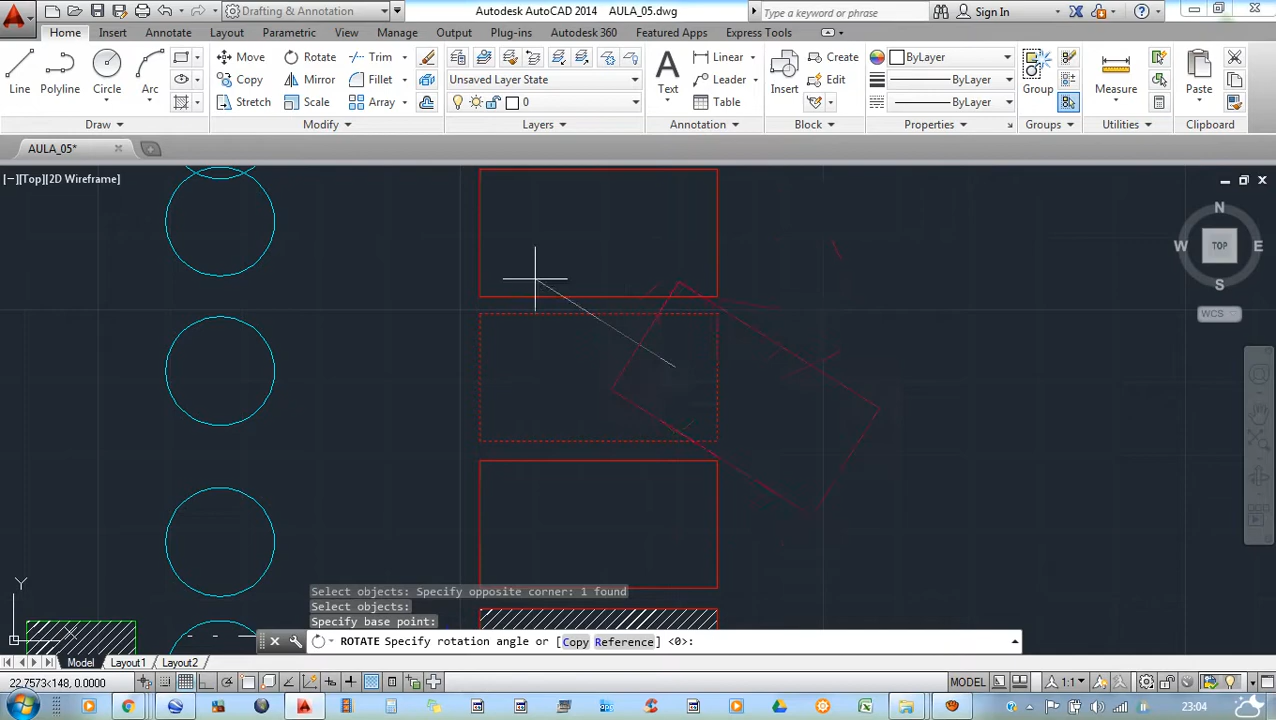 Drafting & Annotation
Autodesk AutoCAD 2014 AULA_05.dwg
Type a keyword or phrase
Sign In
Home Insert Annotate Layout Parametric View Manage Output Plug-ins Autodesk 360 Featured Apps Express Tools
Line Polyline Circle Arc
Move Rotate Trim
Copy Mirror Fillet
Stretch Scale Array
Unsaved Layer State
0
Text
Linear
Leader
Table
Insert
Create
Edit
ByLayer
ByLayer
ByLayer
Group
Measure
Paste
Draw Modify Layers Annotation Block Properties Groups Utilities Clipboard
AULA_05*
[−][Top][2D Wireframe]
N
W TOP E
S
WCS
Y
Select objects: Specify opposite corner: 1 found
Select objects:
Specify base point:
ROTATE Specify rotation angle or [Copy Reference] <0>:
Model Layout1 Layout2
22.7573<148, 0.0000
MODEL
1:1
23:04